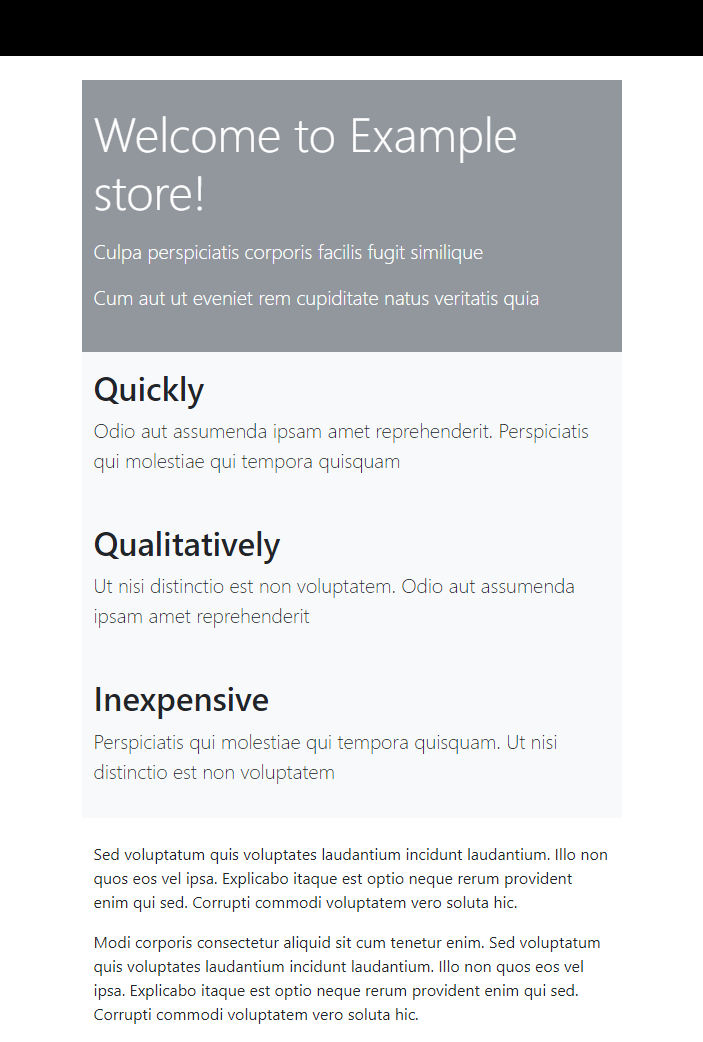 Welcome to Example
store!
Culpa perspiciatis corporis facilis fugit similique
Cum aut ut eveniet rem cupiditate natus veritatis quia
Quickly
Odio aut assumenda ipsam amet reprehenderit. Perspiciatis
qui molestiae qui tempora quisquam
Qualitatively
Ut nisi distinctio est non voluptatem. Odio aut assumenda
ipsam amet reprehenderit
Inexpensive
Perspiciatis qui molestiae qui tempora quisquam. Ut nisi
distinctio est non voluptatem
Sed voluptatum quis voluptates laudantium incidunt laudantium. Illo non
quos eos vel ipsa. Explicabo itaque est optio neque rerum provident
enim qui sed. Corrupti commodi voluptatem vero soluta hic.
Modi corporis consectetur aliquid sit cum tenetur enim. Sed voluptatum
quis voluptates laudantium incidunt laudantium. Illo non quos eos vel
ipsa. Explicabo itaque est optio neque rerum provident enim qui sed.
Corrupti commodi voluptatem vero soluta hic.